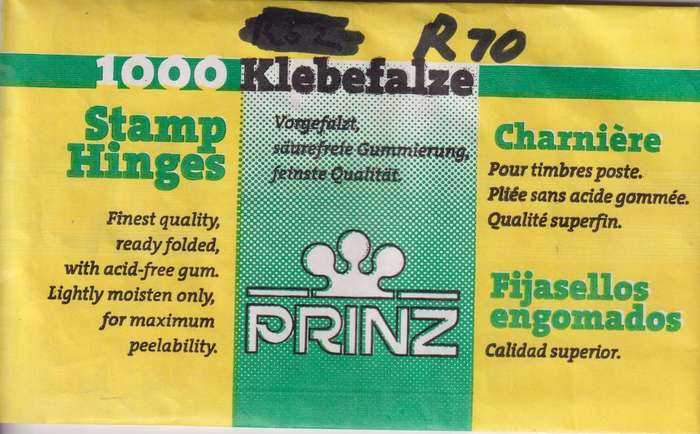 R70
1000 Klebefalze
Stamp
Hinges
Finest quality,
ready folded,
with acid-free gum.
Lightly moisten only,
for maximum
peelability.
Vorgefalzt,
säurefreie Gummierung,
feinste Qualität.
PRINZ
Charnière
Pour timbres poste.
Pliée sans acide gommée.
Qualité superfin.
Fijasellos
engomados
Calidad superior.